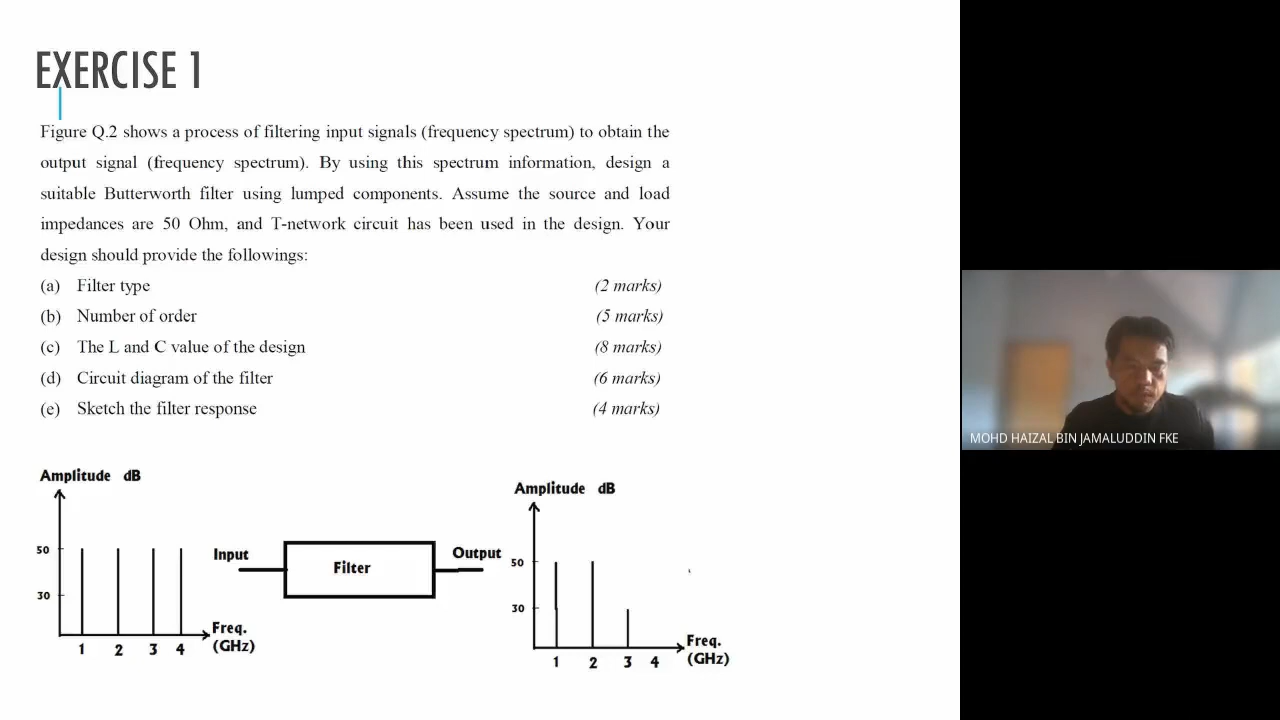 EXERCISE 1
Figure Q.2 shows a process of filtering input signals (frequency spectrum) to obtain the
output signal (frequency spectrum). By using this spectrum information, design a
suitable Butterworth filter using lumped components. Assume the source and load
impedances are 50 Ohm, and T-network circuit has been used in the design. Your
design should provide the followings:
(a) Filter type (2 marks)
(b) Number of order (5 marks)
(c) The L and C value of the design (8 marks)
(d) Circuit diagram of the filter (6 marks)
(e) Sketch the filter response (4 marks)
Amplitude dB
50
30
1 2 3 4
Freq.
(GHz)
Input
Filter
Output
Amplitude dB
50
30
1 2 3 4
Freq.
(GHz)
MOHD HAIZAL BIN JAMALUDDIN FKE